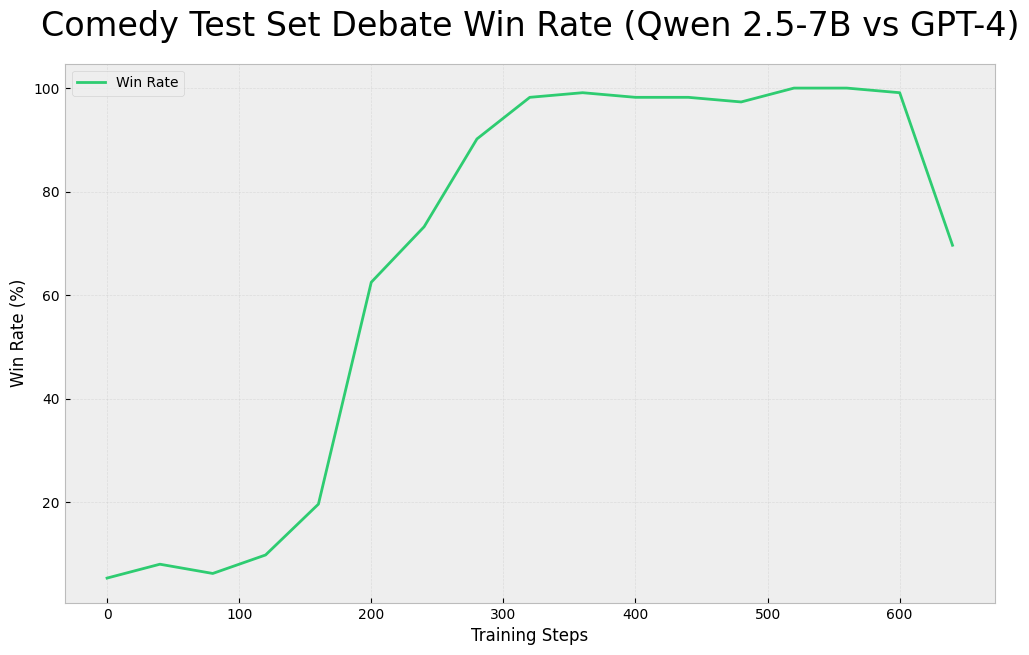 Comedy Test Set Debate Win Rate (Qwen 2.5-7B vs GPT-4)
Win Rate
100
80
60
40
20
Win Rate (%)
0 100 200 300 400 500 600
Training Steps